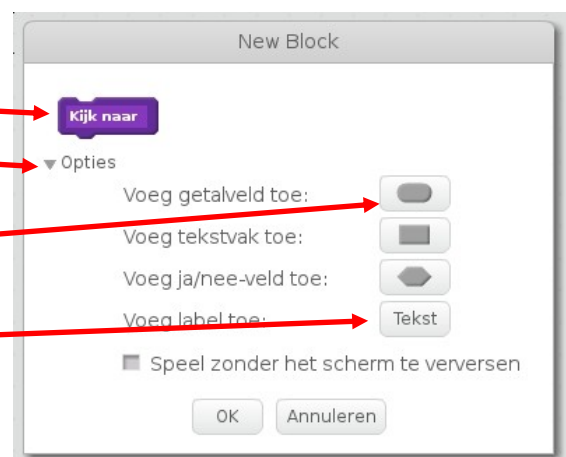 New Block
Kijk naar
Opties
Voeg getalveld toe:
Voeg tekstvak toe:
Voeg ja/nee-veld toe:
Voeg label toe: Tekst
Speel zonder het scherm te verversen
OK Annuleren